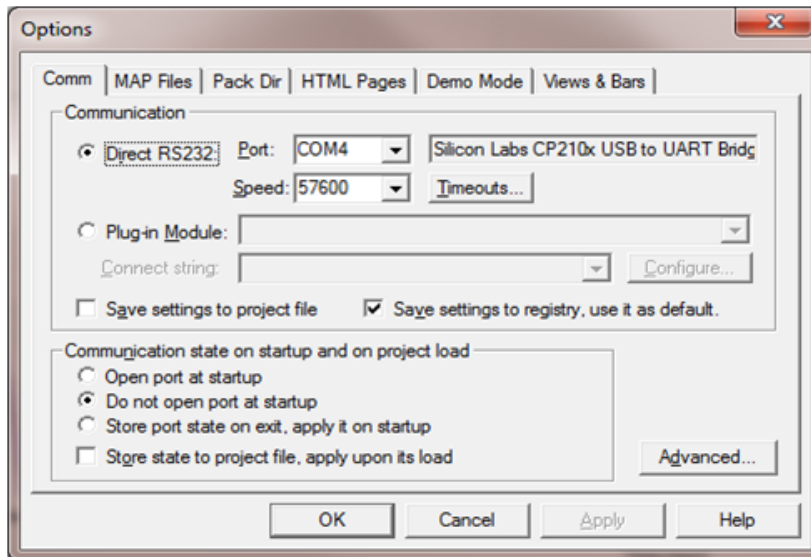 Options
Comm MAP Files Pack Dir HTML Pages Demo Mode Views & Bars
Communication
Direct RS232: Port: COM4 Silicon Labs CP210x USB to UART Bridg
Speed: 57600 Timeouts...
Plug-in Module:
Connect string: Configure...
Save settings to project file Save settings to registry, use it as default.
Communication state on startup and on project load
Open port at startup
Do not open port at startup
Store port state on exit, apply it on startup
Store state to project file, apply upon its load Advanced...
OK Cancel Apply Help